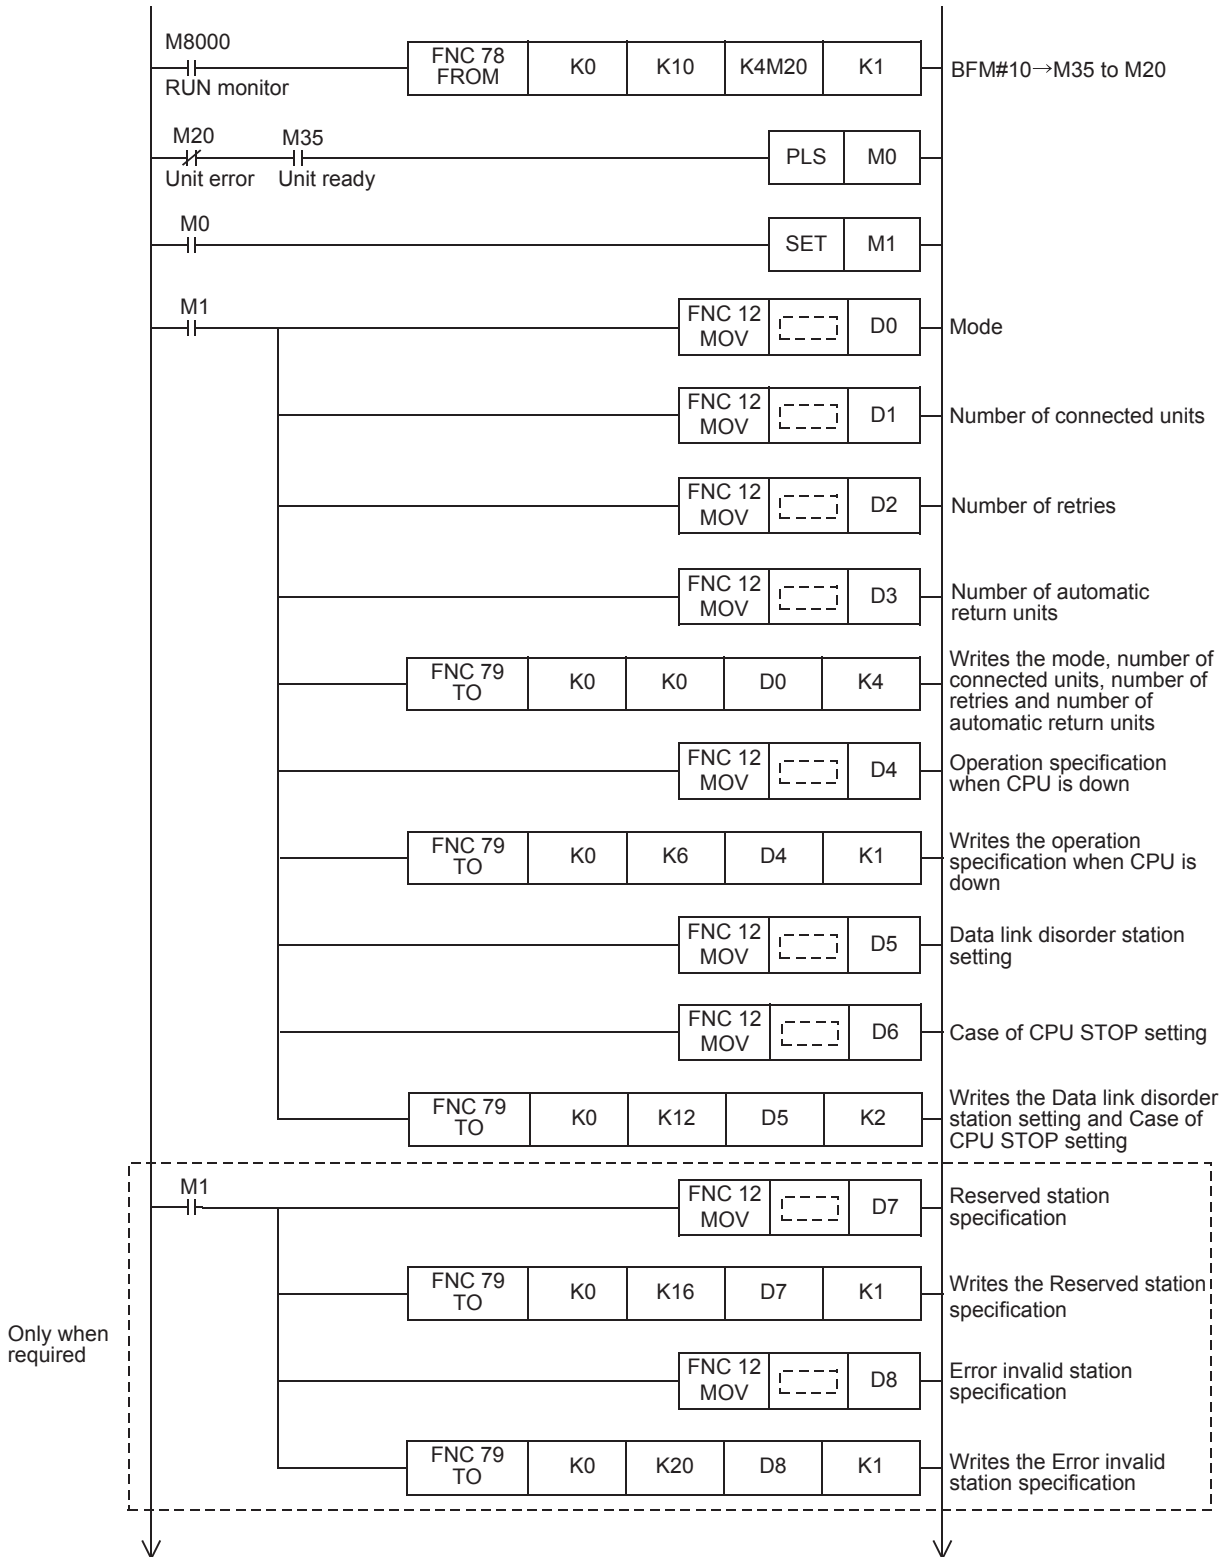 M8000
RUN monitor
FNC 78
FROM
K0
K10
K4M20
K1
BFM#10→M35 to M20
M20
Unit error
M35
Unit ready
PLS
M0
M0
SET
M1
M1
FNC 12
MOV
D0
Mode
FNC 12
MOV
D1
Number of connected units
FNC 12
MOV
D2
Number of retries
FNC 12
MOV
D3
Number of automatic
return units
FNC 79
TO
K0
K0
D0
K4
Writes the mode, number of
connected units, number of
retries and number of
automatic return units
FNC 12
MOV
D4
Operation specification
when CPU is down
FNC 79
TO
K0
K6
D4
K1
Writes the operation
specification when CPU is
down
FNC 12
MOV
D5
Data link disorder station
setting
FNC 12
MOV
D6
Case of CPU STOP setting
FNC 79
TO
K0
K12
D5
K2
Writes the Data link disorder
station setting and Case of
CPU STOP setting
Only when
required
M1
FNC 12
MOV
D7
Reserved station
specification
FNC 79
TO
K0
K16
D7
K1
Writes the Reserved station
specification
FNC 12
MOV
D8
Error invalid station
specification
FNC 79
TO
K0
K20
D8
K1
Writes the Error invalid
station specification